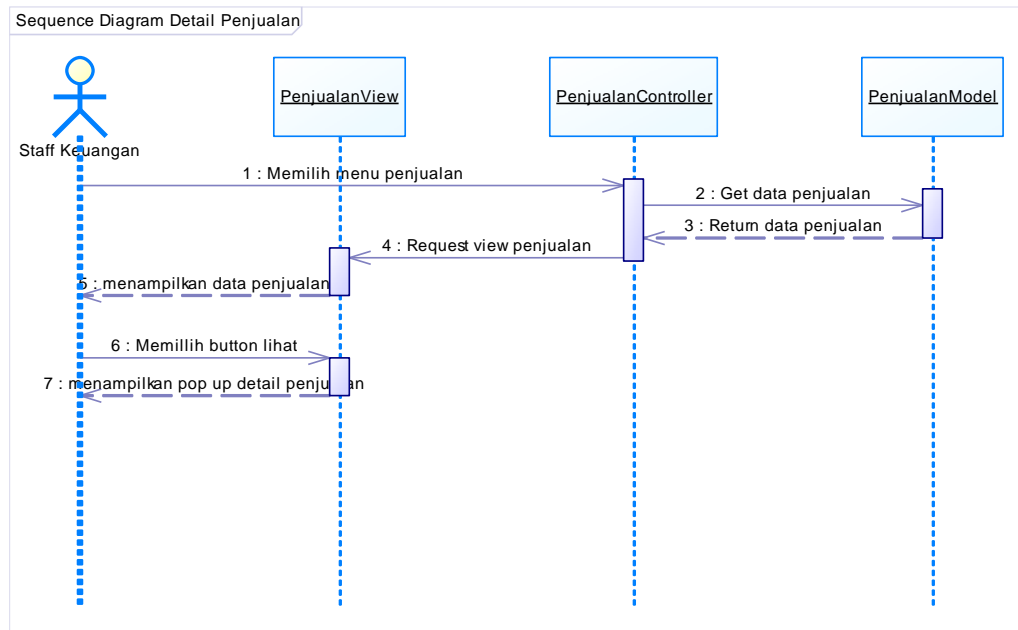 Sequence Diagram Detail Penjualan
PenjualanView
PenjualanController
PenjualanModel
Staff Keuangan
1 : Memilih menu penjualan
2 : Get data penjualan
3 : Return data penjualan
4 : Request view penjualan
5 : menampilkan data penjualan
6 : Memillih button lihat
7 : menampilkan pop up detail penjualan